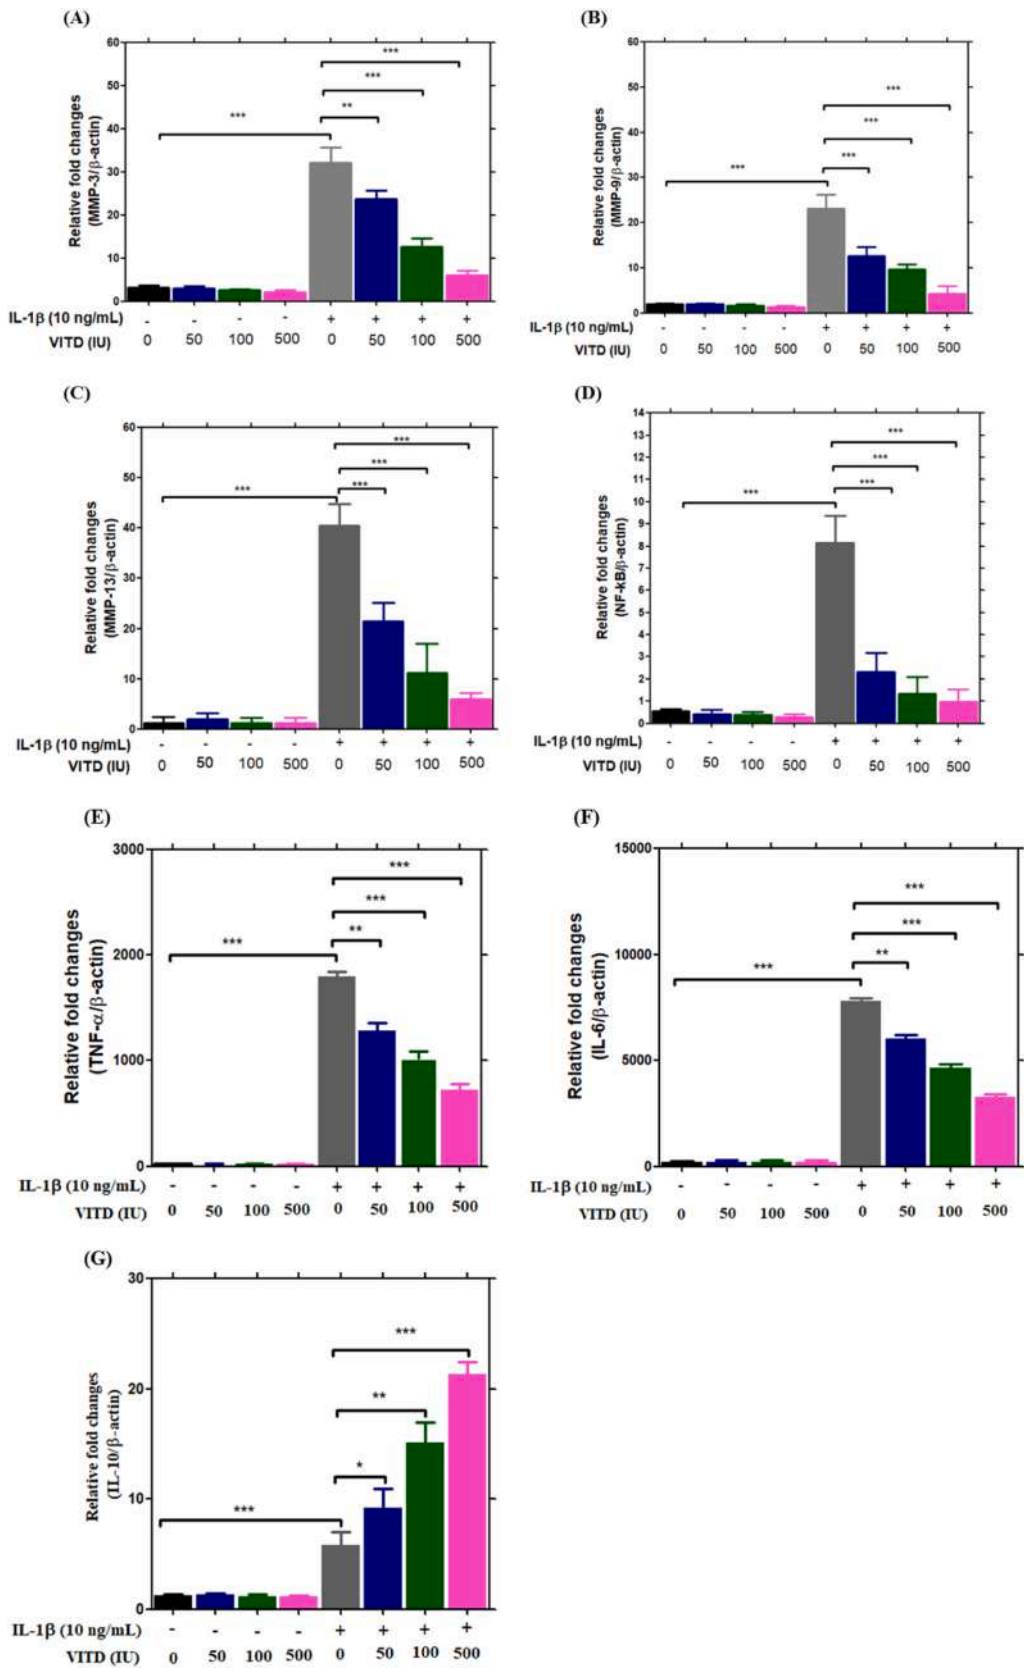 (A)
60
50
40
30
20
10
0
Relative fold changes
(MMP-3/β-actin)
***
***
**
***
IL-1β (10 ng/mL) - - - - + + + +
VITD (IU) 0 50 100 500 0 50 100 500
(B)
60
50
40
30
20
10
0
Relative fold changes
(MMP-9/β-actin)
***
***
***
***
IL-1β (10 ng/mL) - - - - + + + +
VITD (IU) 0 50 100 500 0 50 100 500
(C)
60
50
40
30
20
10
0
Relative fold changes
(MMP-13/β-actin)
***
***
***
***
IL-1β (10 ng/mL) - - - - + + + +
VITD (IU) 0 50 100 500 0 50 100 500
(D)
14
13
12
11
10
9
8
7
6
5
4
3
2
1
0
Relative fold changes
(NF-kB/β-actin)
***
***
***
***
IL-1β (10 ng/mL) - - - - + + + +
VITD (IU) 0 50 100 500 0 50 100 500
(E)
3000
2000
1000
0
Relative fold changes
(TNF-α/β-actin)
***
***
**
***
IL-1β (10 ng/mL) - - - - + + + +
VITD (IU) 0 50 100 500 0 50 100 500
(F)
15000
10000
5000
0
Relative fold changes
(IL-6/β-actin)
***
***
**
***
IL-1β (10 ng/mL) - - - - + + + +
VITD (IU) 0 50 100 500 0 50 100 500
(G)
30
20
10
0
Relative fold changes
(IL-10/β-actin)
***
**
*
***
IL-1β (10 ng/mL) - - - - + + + +
VITD (IU) 0 50 100 500 0 50 100 500